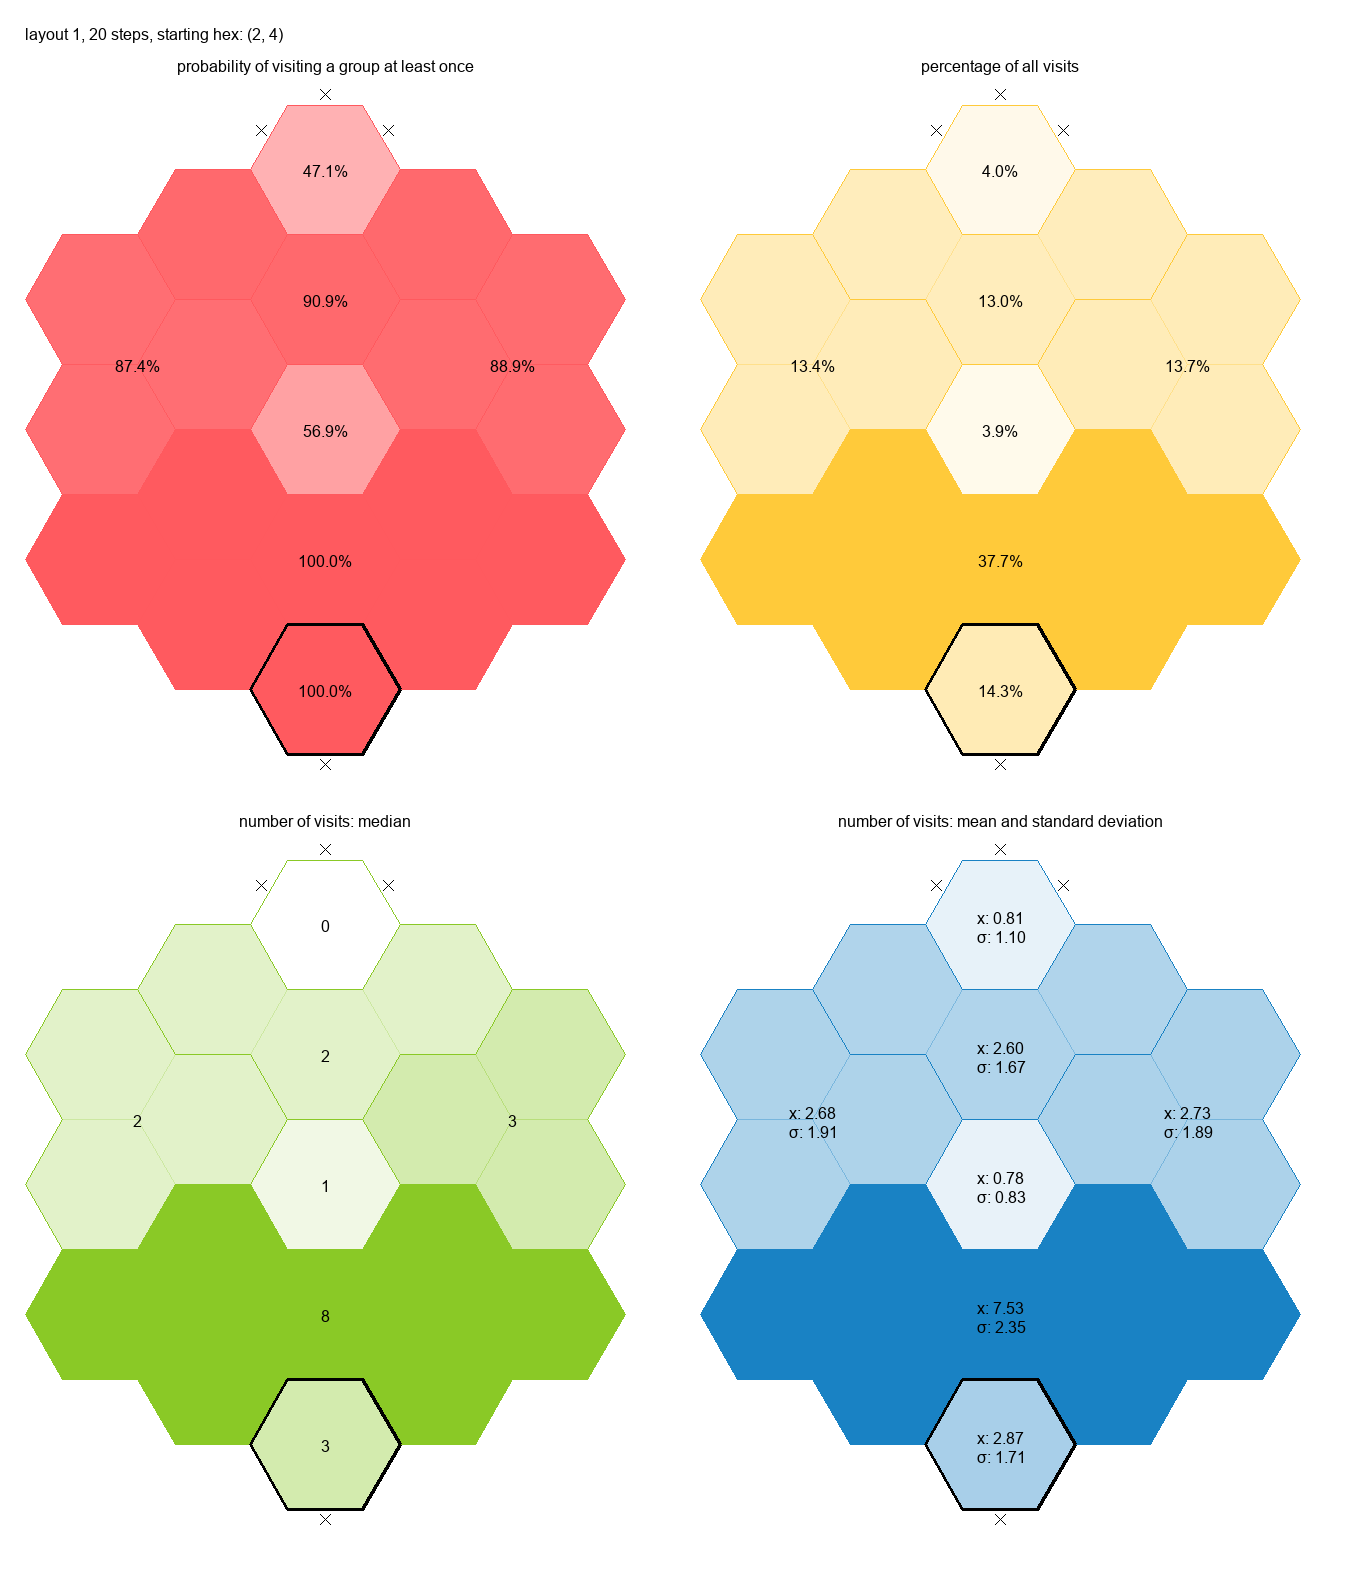 layout 1, 20 steps, starting hex: (2, 4)
probability of visiting a group at least once
47.1%
90.9%
87.4%
88.9%
56.9%
100.0%
100.0%
percentage of all visits
4.0%
13.0%
13.4%
13.7%
3.9%
37.7%
14.3%
number of visits: median
0
2
2
3
1
8
3
number of visits: mean and standard deviation
x: 0.81
σ: 1.10
x: 2.60
σ: 1.67
x: 2.68
σ: 1.91
x: 2.73
σ: 1.89
x: 0.78
σ: 0.83
x: 7.53
σ: 2.35
x: 2.87
σ: 1.71